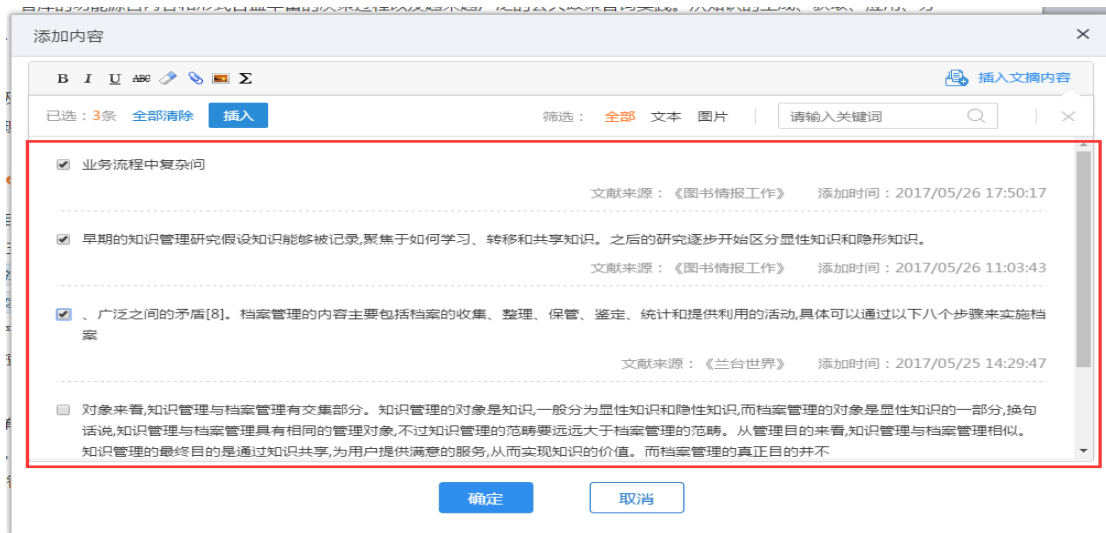 添加内容
B I U ABC Σ 插入文摘内容
已选：3条 全部清除 插入 筛选： 全部 文本 图片 请输入关键词
业务流程中复杂问
文献来源：《图书情报工作》 添加时间：2017/05/26 17:50:17
早期的知识管理研究假设知识能够被记录,聚焦于如何学习、转移和共享知识。之后的研究逐步开始区分显性知识和隐形知识。
文献来源：《图书情报工作》 添加时间：2017/05/26 11:03:43
、广泛之间的矛盾[8]。档案管理的内容主要包括档案的收集、整理、保管、鉴定、统计和提供利用的活动,具体可以通过以下八个步骤来实施档
案
文献来源：《兰台世界》 添加时间：2017/05/25 14:29:47
对象来看,知识管理与档案管理有交集部分。知识管理的对象是知识,一般分为显性知识和隐性知识,而档案管理的对象是显性知识的一部分,换句
话说,知识管理与档案管理具有相同的管理对象,不过知识管理的范畴要远远大于档案管理的范畴。从管理目的来看,知识管理与档案管理相似。
知识管理的最终目的是通过知识共享,为用户提供满意的服务,从而实现知识的价值。而档案管理的真正目的并不
确定 取消